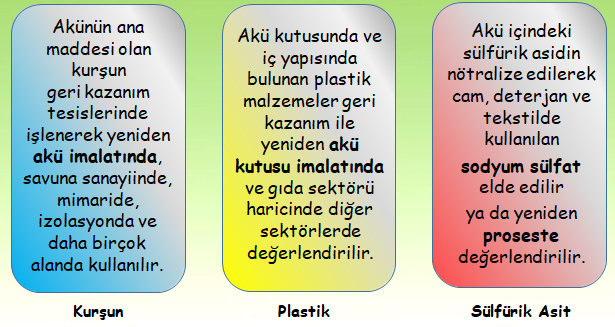 Akünün ana
maddesi olan
kurşun
geri kazanım
tesislerinde
işlenerek yeniden
akü imalatında,
savuna sanayiinde,
mimaride,
izolasyonda ve
daha birçok
alanda kullanılır.
Kurşun
Akü kutusunda ve
iç yapısında
bulunan plastik
malzemeler geri
kazanım ile
yeniden akü
kutusu imalatında
ve gıda sektörü
haricinde diğer
sektörlerde
değerlendirilir.
Plastik
Akü içindeki
sülfürik asidin
nötralize edilerek
cam, deterjan ve
tekstilde
kullanılan
sodyum sülfat
elde edilir
ya da yeniden
proseste
değerlendirilir.
Sülfürik Asit